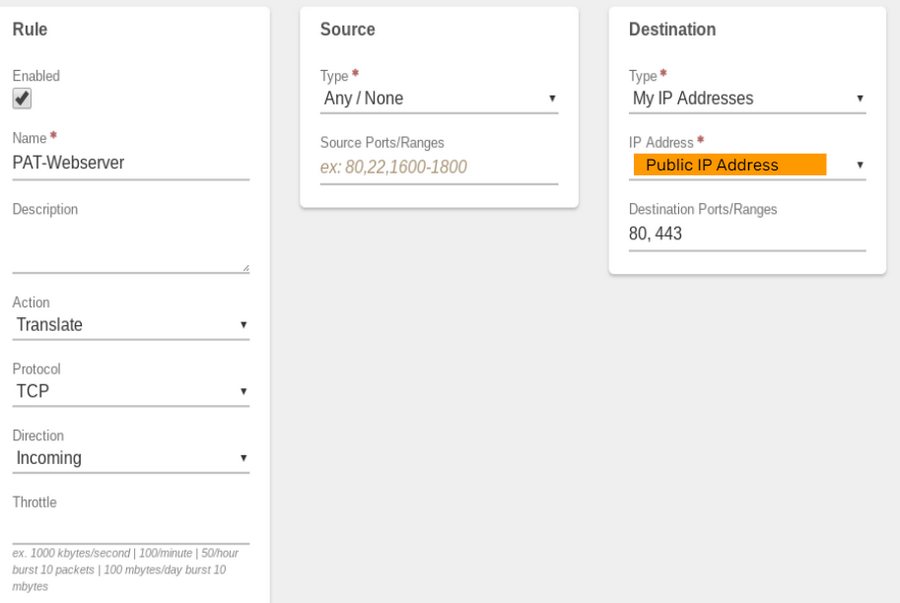 Rule
Enabled
Name *
PAT-Webserver
Description
Action
Translate
Protocol
TCP
Direction
Incoming
Throttle
ex. 1000 kbytes/second | 100/minute | 50/hour
burst 10 packets | 100 mbytes/day burst 10
mbytes
Source
Type *
Any / None
Source Ports/Ranges
ex: 80,22,1600-1800
Destination
Type *
My IP Addresses
IP Address *
Public IP Address
Destination Ports/Ranges
80, 443